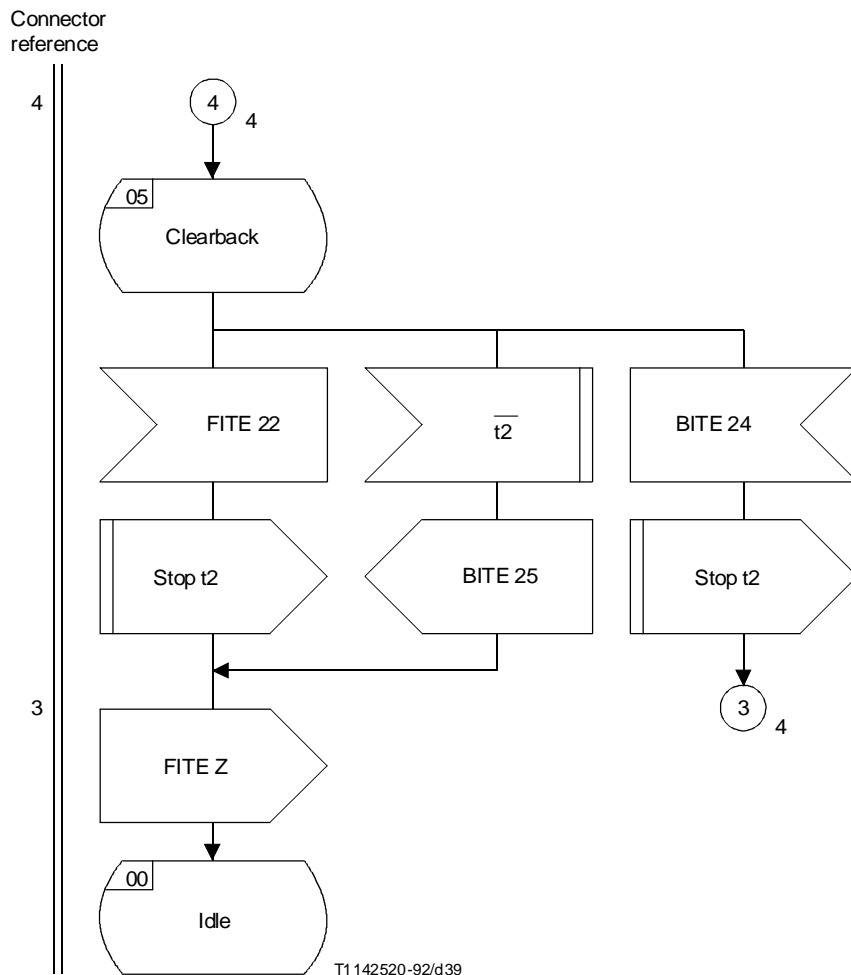 Connector
reference
4
4
4
05
Clearback
FITE 22
t2
BITE 24
Stop t2
BITE 25
Stop t2
3
3
4
FITE Z
00
Idle
T1142520-92/d39